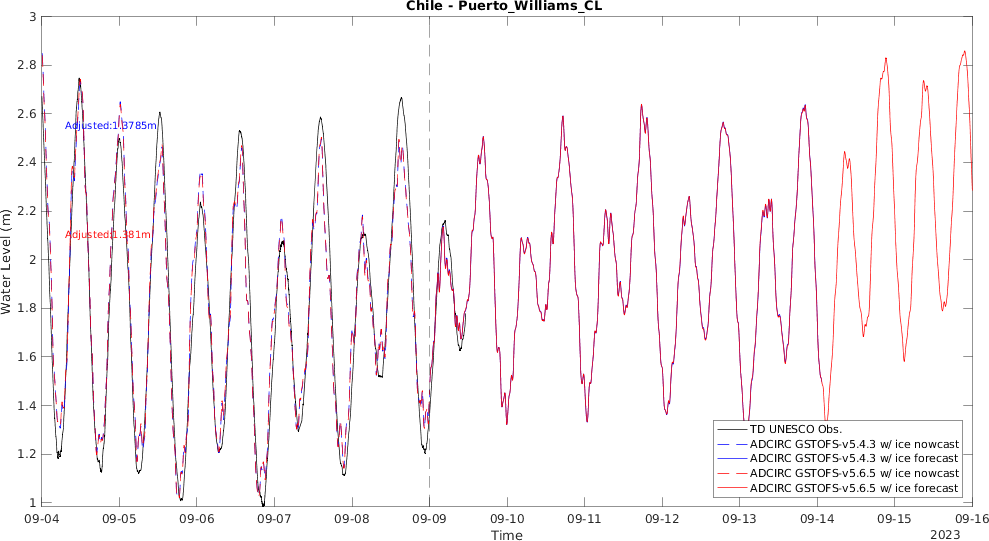 Chile - Puerto_Williams_CL
3
2.8
2.6
2.4
2.2
2
1.8
1.6
1.4
1.2
1
Water Level (m)
Adjusted:1.3785m
Adjusted:1.381m
TD UNESCO Obs.
ADCIRC GSTOFS-v5.4.3 w/ ice nowcast
ADCIRC GSTOFS-v5.4.3 w/ ice forecast
ADCIRC GSTOFS-v5.6.5 w/ ice nowcast
ADCIRC GSTOFS-v5.6.5 w/ ice forecast
09-04 09-05 09-06 09-07 09-08 09-09 09-10 09-11 09-12 09-13 09-14 09-15 09-16
Time
2023